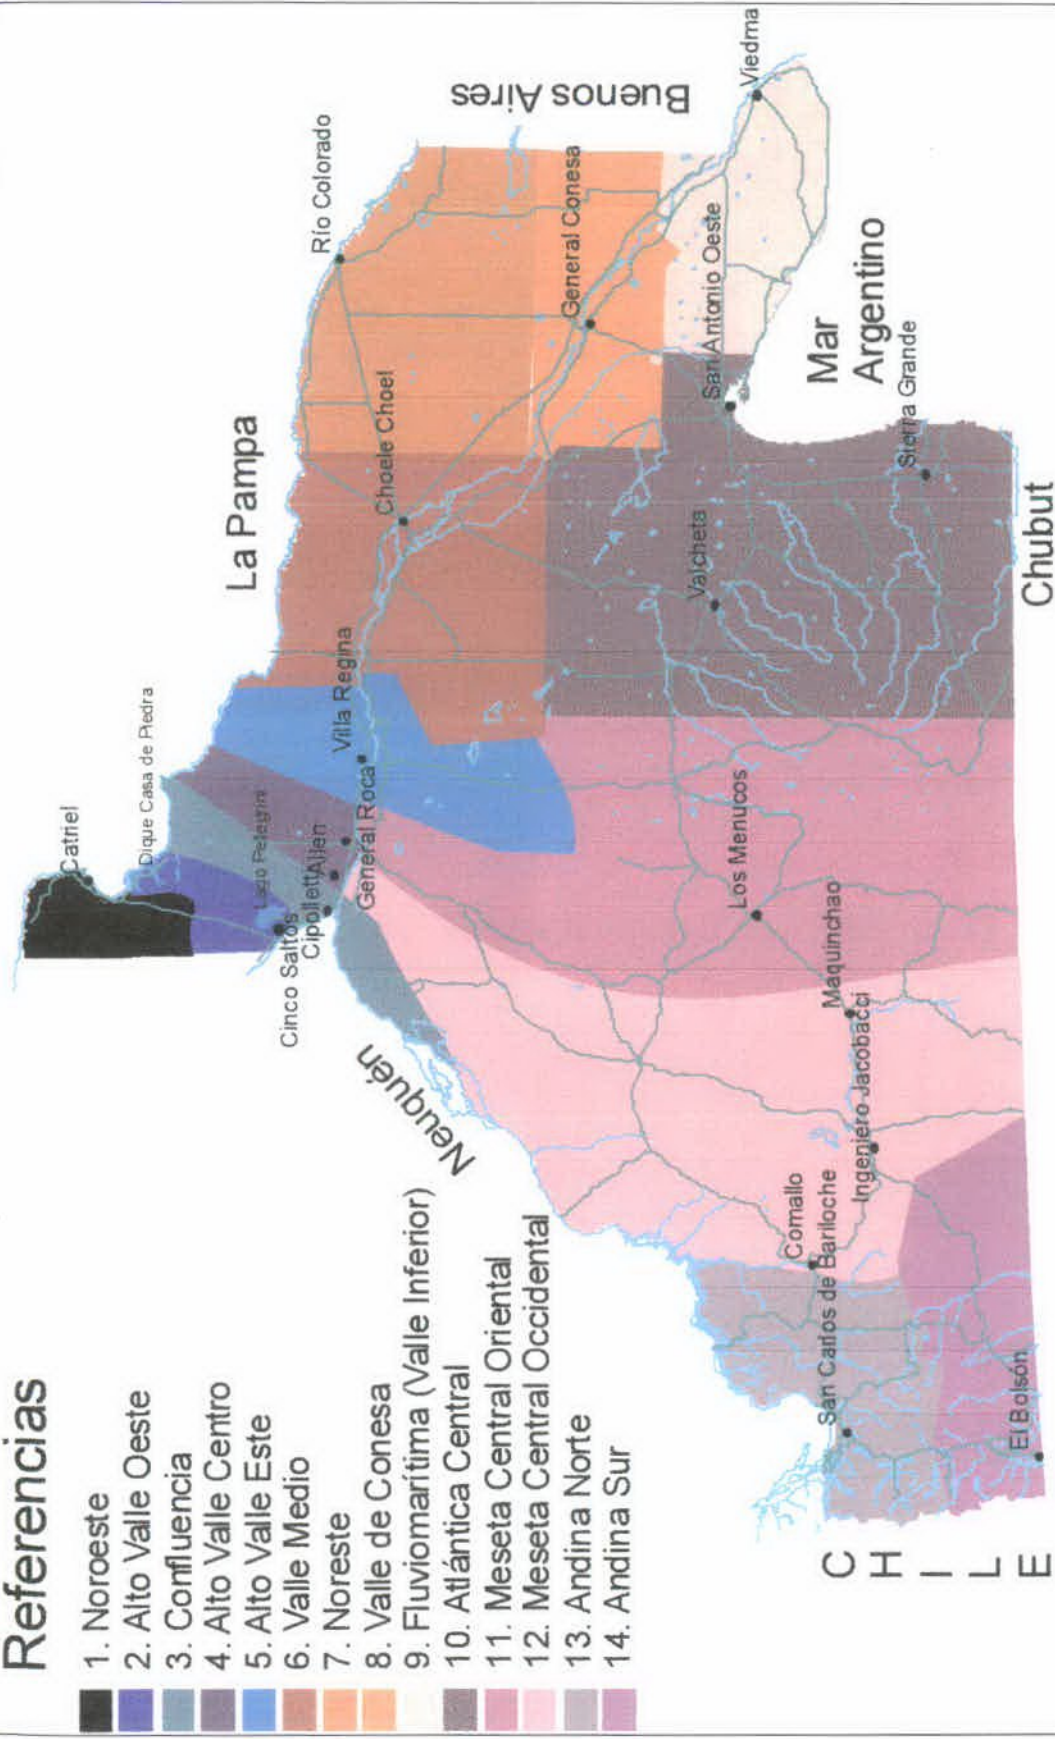 Referencias
1. Noroeste
2. Alto Valle Oeste
3. Confluencia
4. Alto Valle Centro
5. Alto Valle Este
6. Valle Medio
7. Noreste
8. Valle de Conesa
9. Fluviomarítima (Valle Inferior)
10. Atlántica Central
11. Meseta Central Oriental
12. Meseta Central Occidental
13. Andina Norte
14. Andina Sur
Catriel
Dique Casa de Piedra
Lago Pelegrini
Cinco Saltos
Cipolletti
Allen
General Roca
Villa Regina
La Pampa
Choele Choel
Río Colorado
General Conesa
Buenos Aires
Viedma
San Antonio Oeste
Mar
Argentino
Sierra Grande
Valcheta
Chubut
Los Menucos
Maquinchao
Ingeniero Jacobacci
Neuquén
Comallo
San Carlos de Bariloche
El Bolsón
CHILE